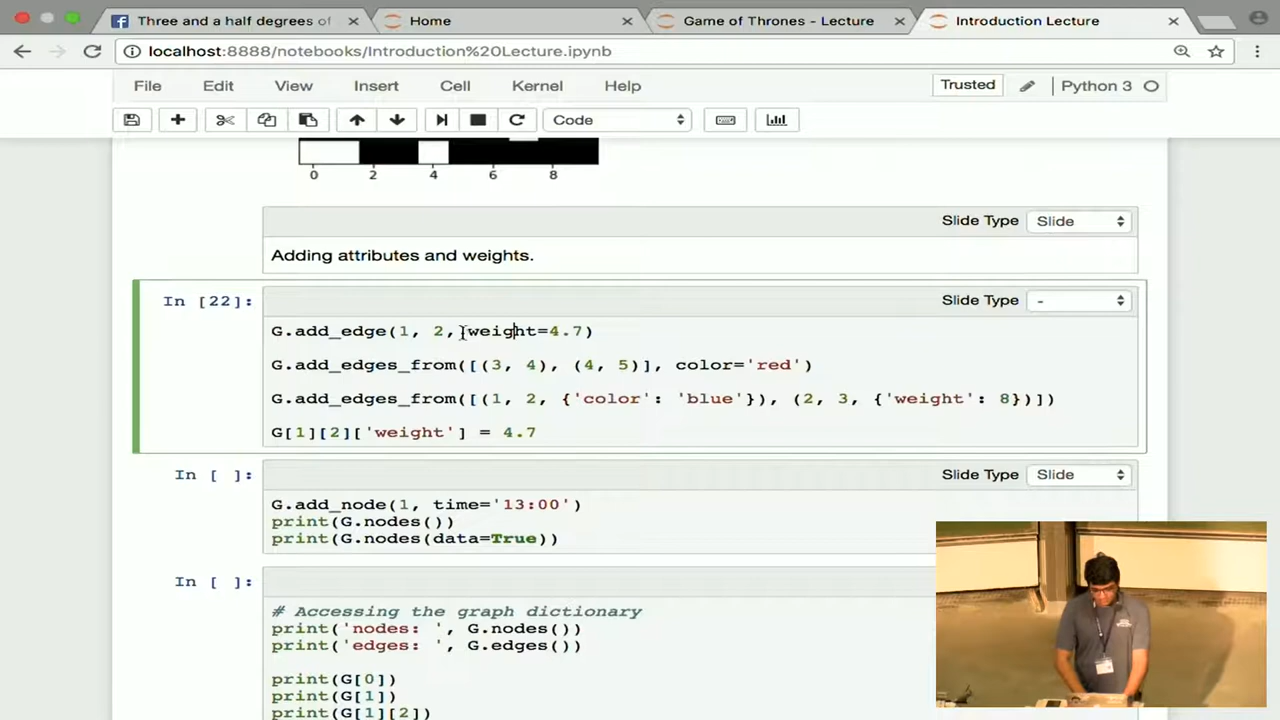 Three and a half degrees of
Home
Game of Thrones - Lecture
Introduction Lecture
localhost:8888/notebooks/Introduction%20Lecture.ipynb
File Edit View Insert Cell Kernel Help Trusted Python 3
Code
0 2 4 6 8
Slide Type Slide
Adding attributes and weights.
In [22]: Slide Type -
G.add_edge(1, 2, weight=4.7)
G.add_edges_from([(3, 4), (4, 5)], color='red')
G.add_edges_from([(1, 2, {'color': 'blue'}), (2, 3, {'weight': 8})])
G[1][2]['weight'] = 4.7
In [ ]: Slide Type Slide
G.add_node(1, time='13:00')
print(G.nodes())
print(G.nodes(data=True))
In [ ]:
# Accessing the graph dictionary
print('nodes: ', G.nodes())
print('edges: ', G.edges())
print(G[0])
print(G[1])
print(G[1][2])